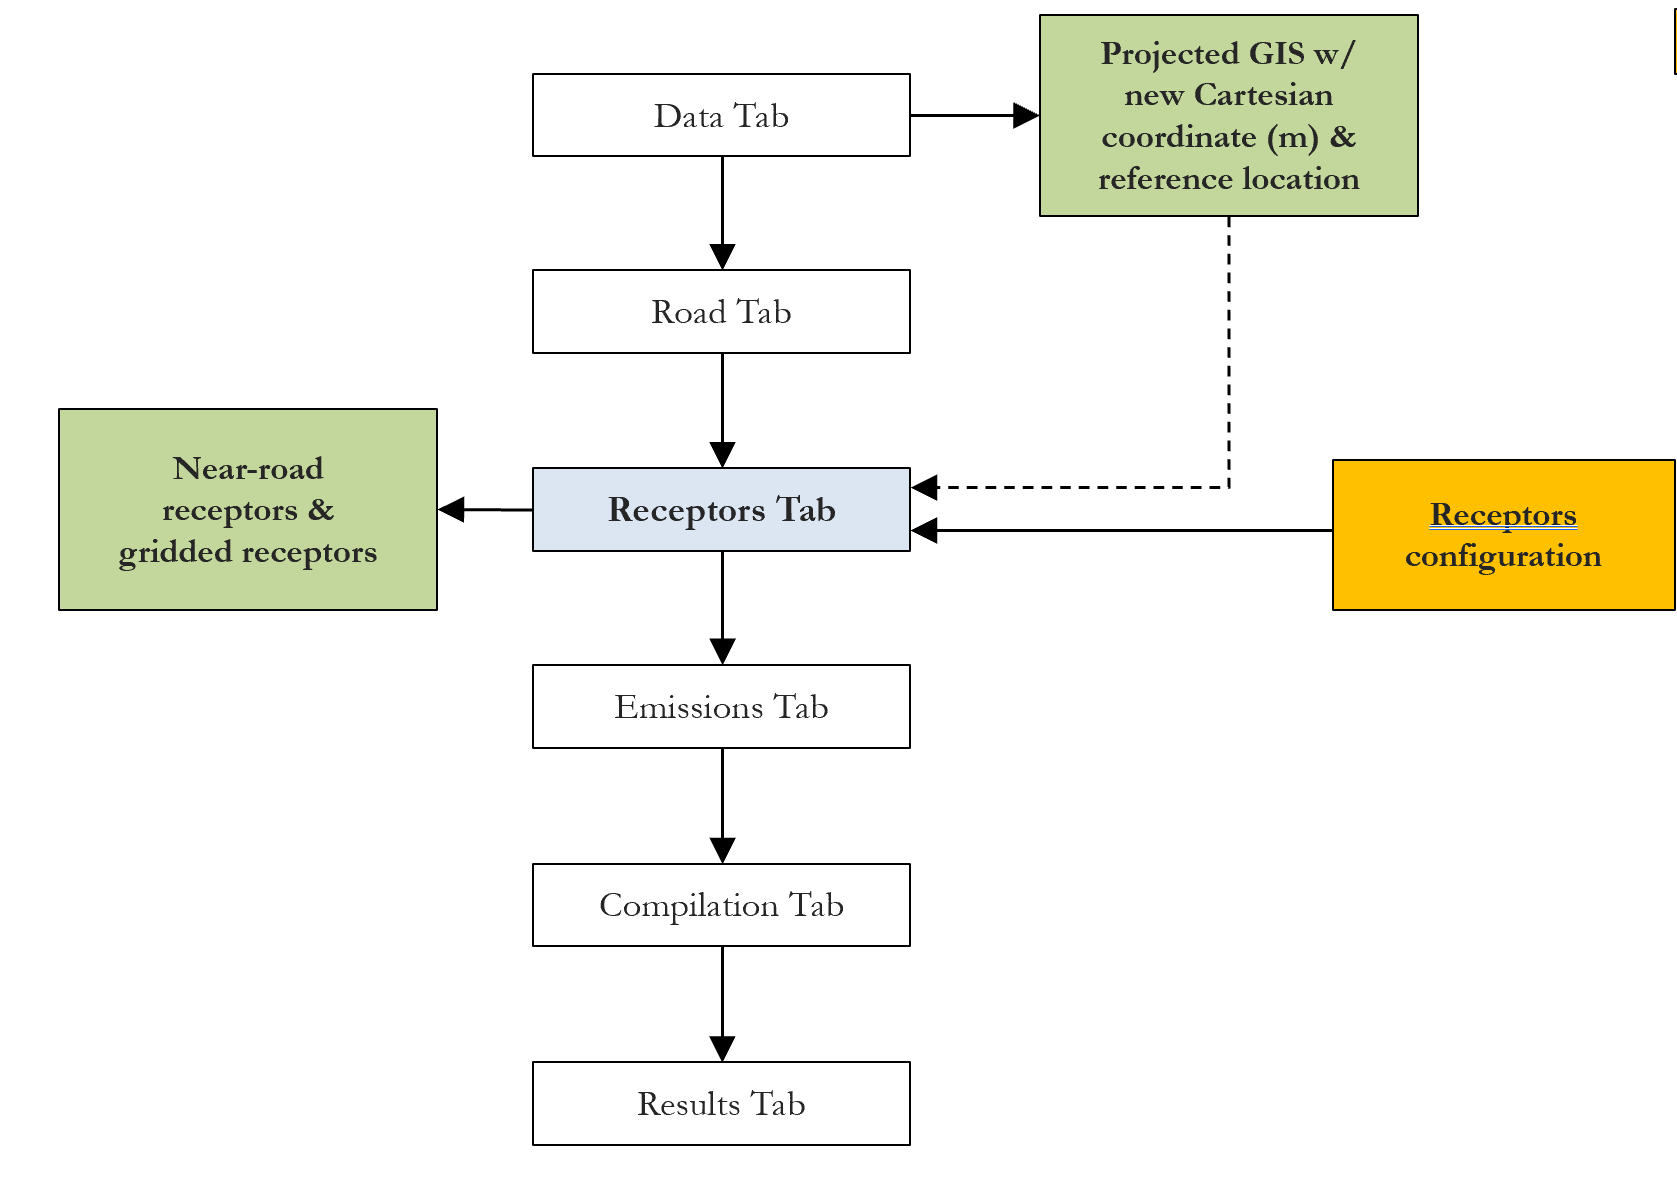 Projected GIS w/
new Cartesian
coordinate (m) &
reference location
Data Tab
Road Tab
Near-road
receptors &
gridded receptors
Receptors Tab
Receptors
configuration
Emissions Tab
Compilation Tab
Results Tab